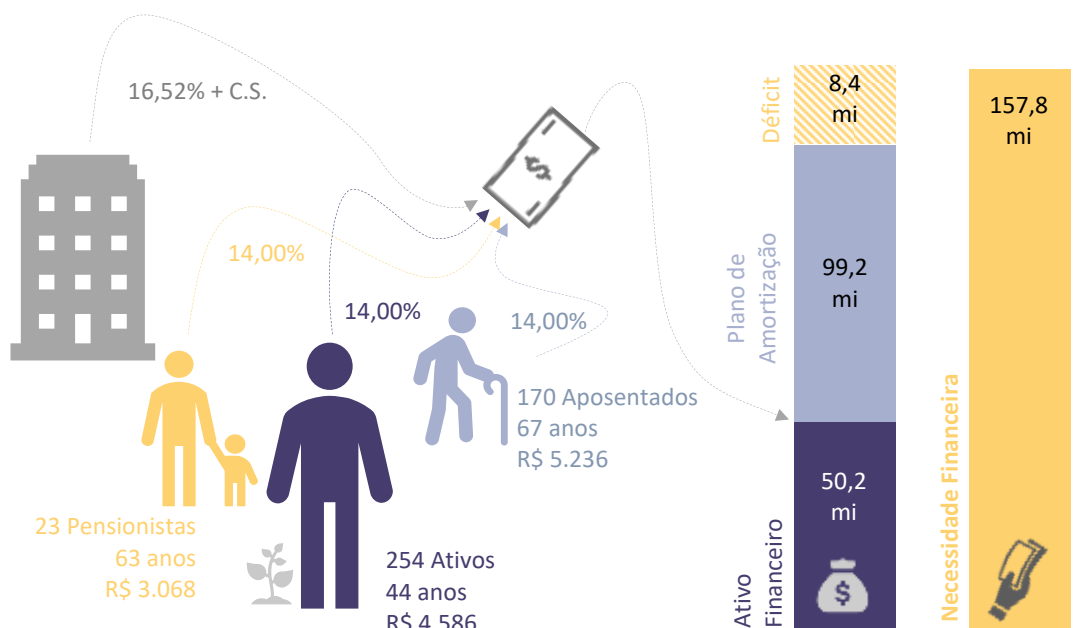 16,52% + C.S.
14,00%
14,00%
14,00%
170 Aposentados
67 anos
R$ 5.236
23 Pensionistas
63 anos
R$ 3.068
254 Ativos
44 anos
R$ 4.586
$
Déficit
8,4
mi
Plano de
Amortização
99,2
mi
Ativo
Financeiro
50,2
mi
$
Necessidade Financeira
157,8
mi